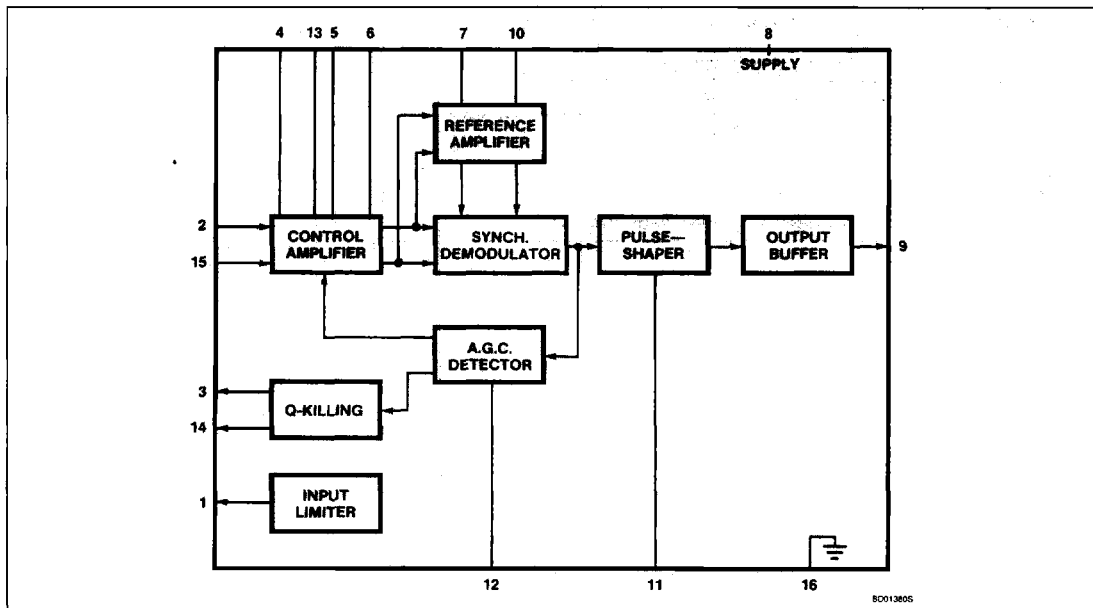 4 13 5 6 7 10 8
SUPPLY
REFERENCE
AMPLIFIER
2
15
CONTROL
AMPLIFIER
SYNCH.
DEMODULATOR
PULSE—
SHAPER
OUTPUT
BUFFER
9
A.G.C.
DETECTOR
3
14
Q-KILLING
1
INPUT
LIMITER
12 11 16
BD01380S